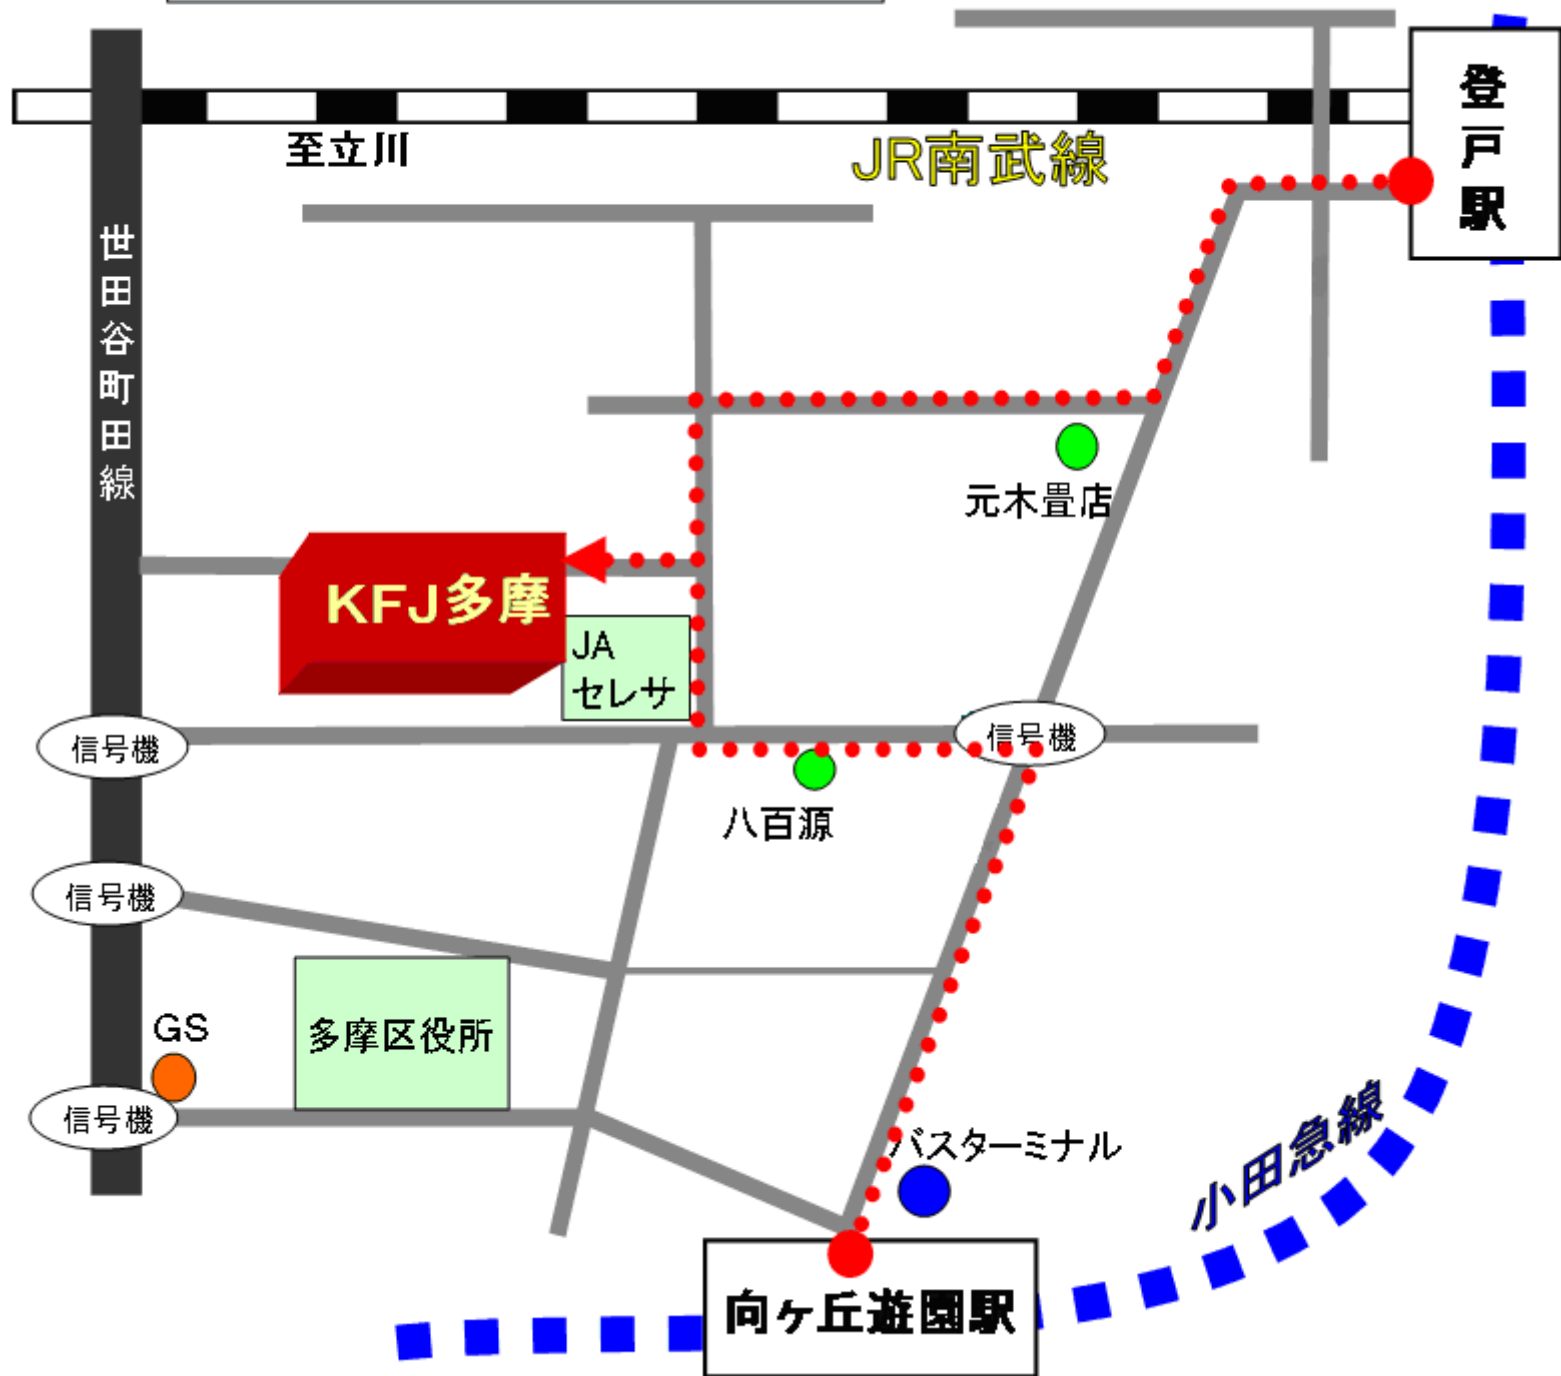 登戸駅
至立川
JR南武線
世田谷町田線
元木畳店
KFJ多摩
JA
セレサ
信号機
信号機
八百源
信号機
GS
多摩区役所
信号機
バスターミナル
小田急線
向ヶ丘遊園駅